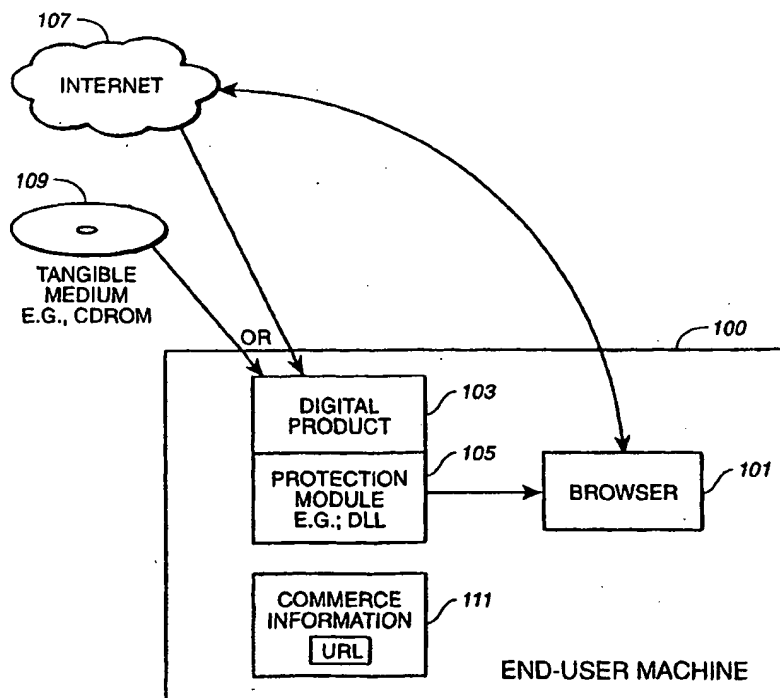 107
INTERNET
109
TANGIBLE
MEDIUM
E.G., CDROM
OR
100
DIGITAL
PRODUCT
103
PROTECTION
MODULE
E.G.; DLL
105
BROWSER
101
COMMERCE
INFORMATION
URL
111
END-USER MACHINE